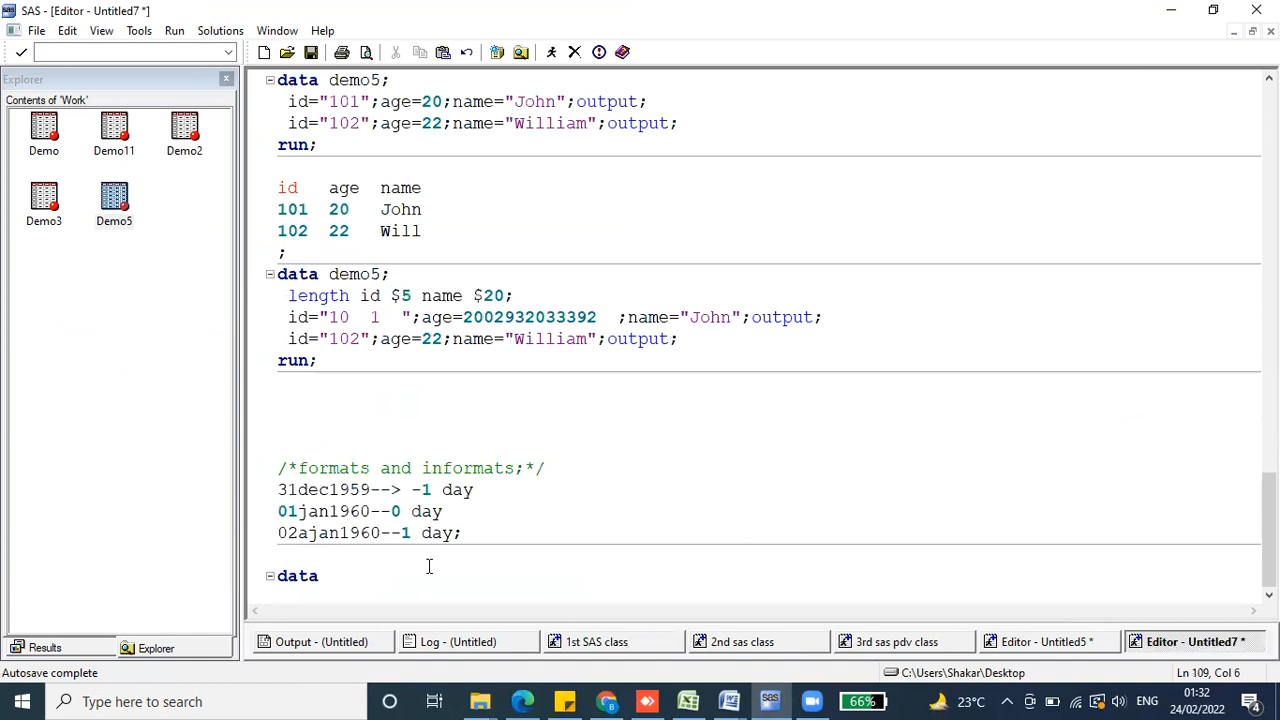 SAS - [Editor - Untitled7 *]
File Edit View Tools Run Solutions Window Help
Explorer
Contents of 'Work'
Demo Demo11 Demo2
Demo3 Demo5
data demo5;
id="101";age=20;name="John";output;
id="102";age=22;name="William";output;
run;
id age name
101 20 John
102 22 Will
;
data demo5;
length id $5 name $20;
id="10  1  ";age=2002932033392  ;name="John";output;
id="102";age=22;name="William";output;
run;
/*formats and informats;*/
31dec1959--> -1 day
01jan1960--0 day
02ajan1960--1 day;
data
Results Explorer
Output - (Untitled) Log - (Untitled) 1st SAS class 2nd sas class 3rd sas pdv class Editor - Untitled5 * Editor - Untitled7 *
Autosave complete C:\Users\Shakar\Desktop Ln 109, Col 6
Type here to search 66% 23°C ENG 01:32 24/02/2022 4